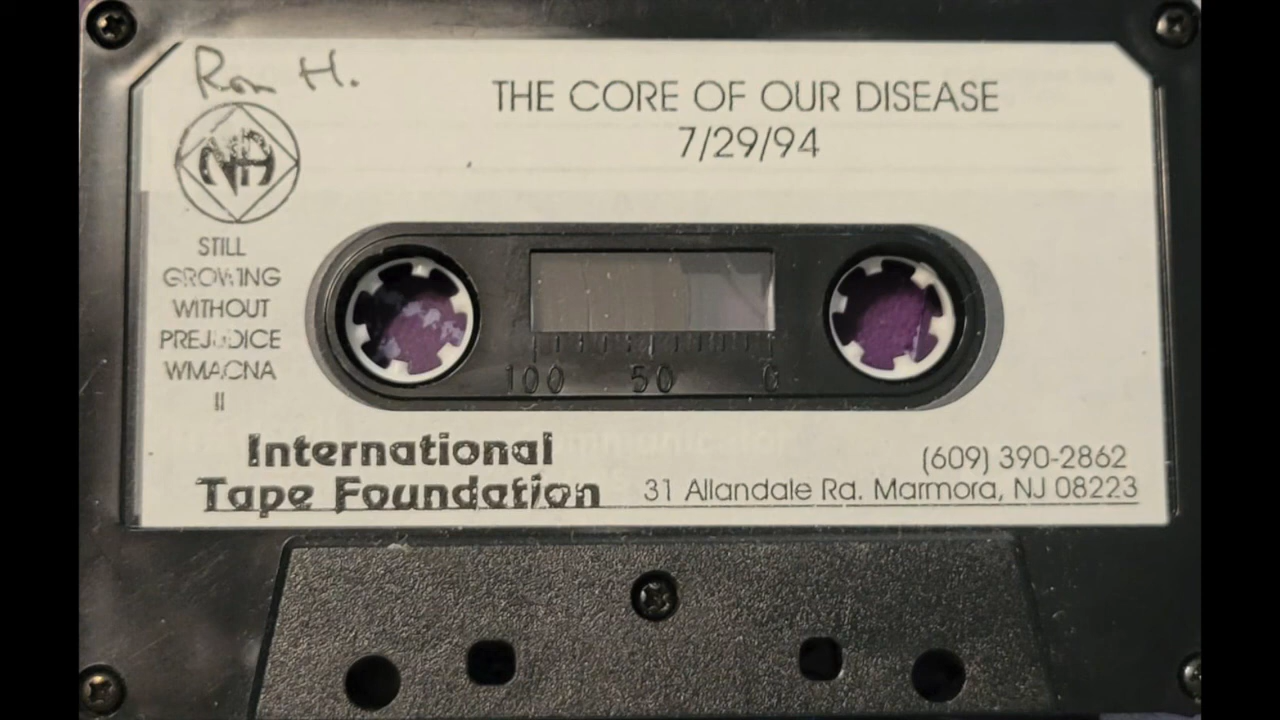 Ron H.
THE CORE OF OUR DISEASE
7/29/94
NA
STILL
GROWING
WITHOUT
PREJUDICE
WMACNA
II
100 50 0
International
Tape Foundation
(609) 390-2862
31 Allandale Rd. Marmora, NJ 08223